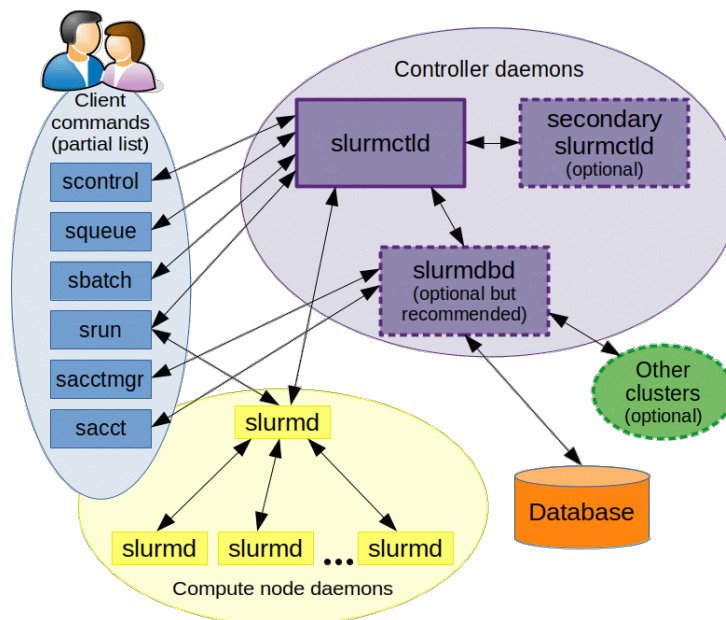 Client
commands
(partial list)
scontrol
squeue
sbatch
srun
sacctmgr
sacct
Controller daemons
slurmctld
secondary
slurmctld
(optional)
slurmdbd
(optional but
recommended)
Other
clusters
(optional)
Database
slurmd
slurmd
slurmd
...
slurmd
Compute node daemons